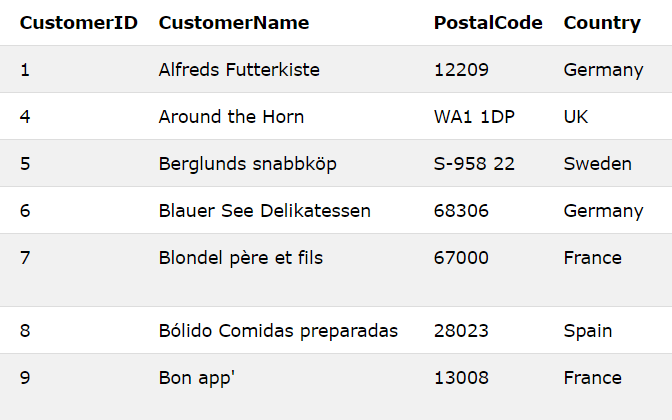 CustomerID CustomerName PostalCode Country
1 Alfreds Futterkiste 12209 Germany
4 Around the Horn WA1 1DP UK
5 Berglunds snabbköp S-958 22 Sweden
6 Blauer See Delikatessen 68306 Germany
7 Blondel père et fils 67000 France
8 Bólido Comidas preparadas 28023 Spain
9 Bon app' 13008 France